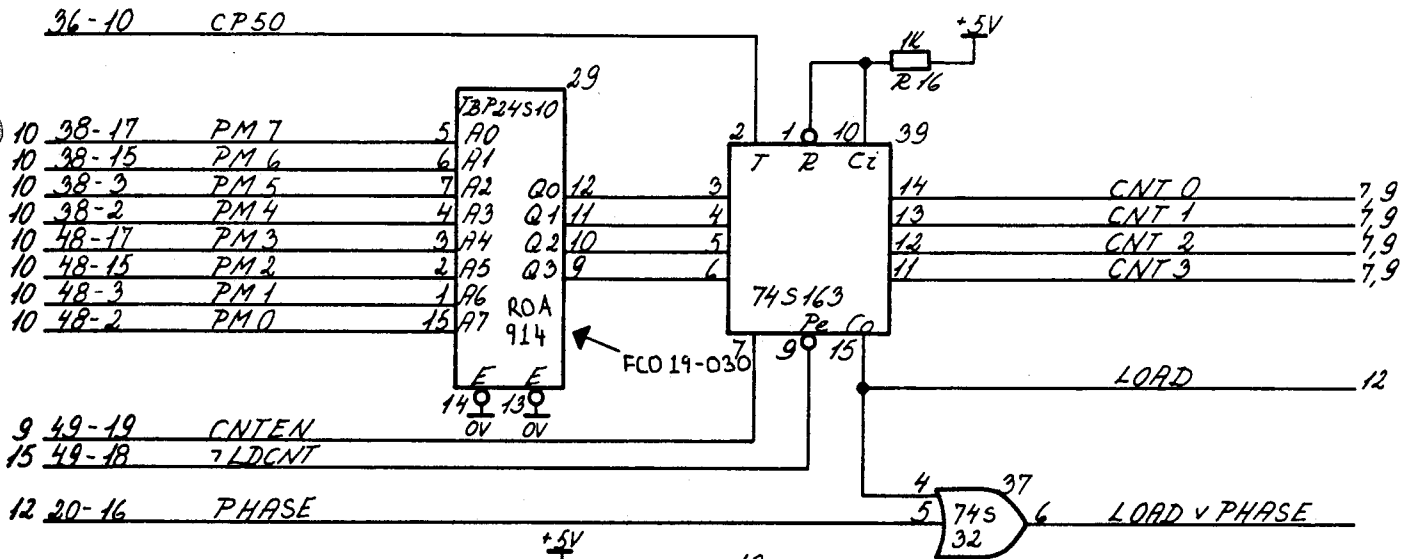 36-10 CP50
+5V
1K
R16
29
TBP24S10
10 38-17 PM7 5 A0
10 38-15 PM6 6 A1
10 38-3 PM5 7 A2
10 38-2 PM4 4 A3
10 48-17 PM3 3 A4
10 48-15 PM2 2 A5
10 48-3 PM1 1 A6
10 48-2 PM0 15 A7
Q0 12
Q1 11
Q2 10
Q3 9
ROA
914
FCO 19-030
E E
14 13
0V 0V
2 1 10 39
T R Ci
3
4
5
6
74S163
Pe Co
7 9 15
14 CNT 0 7,9
13 CNT 1 7,9
12 CNT 2 7,9
11 CNT 3 7,9
LOAD 12
9 49-19 CNTEN
15 49-18 ¬LDCNT
12 20-16 PHASE
4 37
5 74S 6 LOAD v PHASE
32
+5V